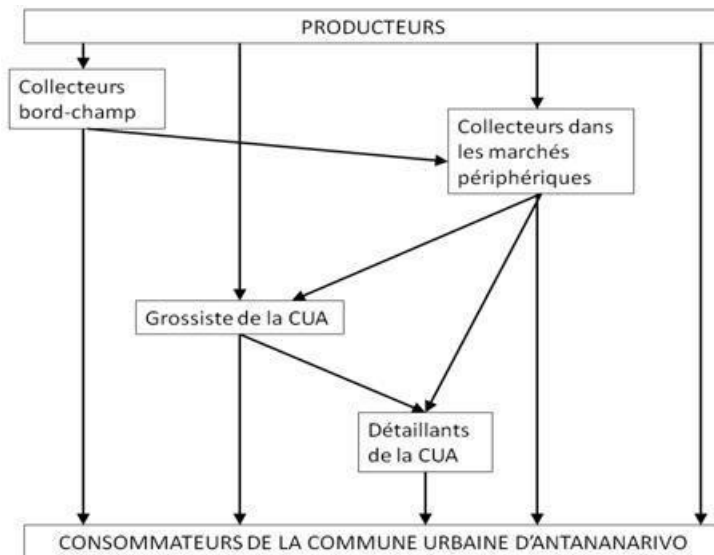 PRODUCTEURS
Collecteurs
bord-champ
Collecteurs dans
les marchés
périphériques
Grossiste de la CUA
Détaillants
de la CUA
CONSOMMATEURS DE LA COMMUNE URBAINE D'ANTANANARIVO